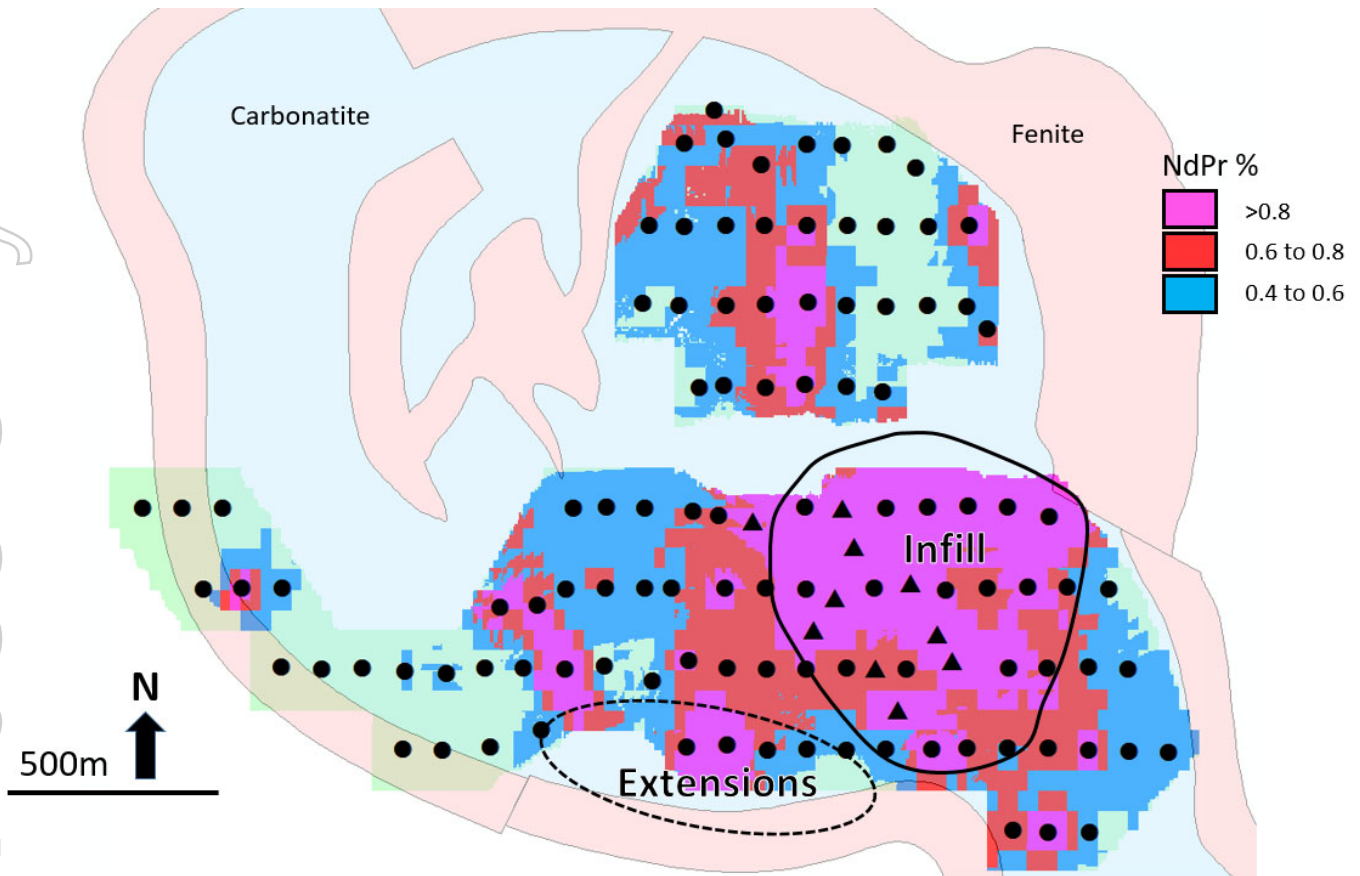 Carbonatite
Fenite
NdPr %
>0.8
0.6 to 0.8
0.4 to 0.6
Infill
N
500m
Extensions